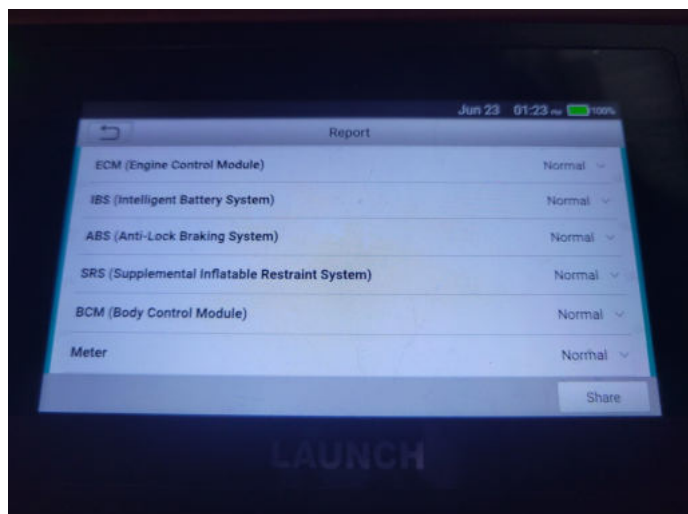 Jun 23 01:23 PM 100%
Report
ECM (Engine Control Module) Normal
IBS (Intelligent Battery System) Normal
ABS (Anti-Lock Braking System) Normal
SRS (Supplemental Inflatable Restraint System) Normal
BCM (Body Control Module) Normal
Meter Normal
Share
LAUNCH